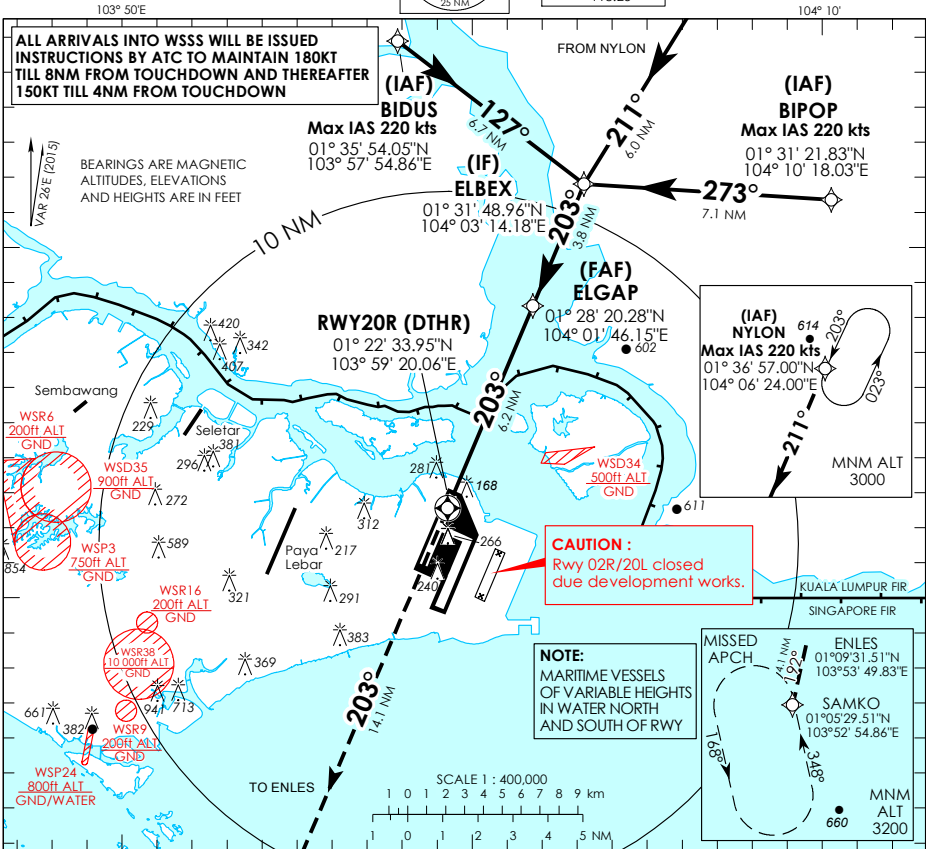 103° 50'E
25 NM
104° 10'
ALL ARRIVALS INTO WSSS WILL BE ISSUED
INSTRUCTIONS BY ATC TO MAINTAIN 180KT
TILL 8NM FROM TOUCHDOWN AND THEREAFTER
150KT TILL 4NM FROM TOUCHDOWN
FROM NYLON
(IAF)
BIDUS
Max IAS 220 kts
01° 35' 54.05"N
103° 57' 54.86"E
127°
6.7 NM
211°
6.0 NM
(IAF)
BIPOP
Max IAS 220 kts
01° 31' 21.83"N
104° 10' 18.03"E
VAR 26'E (2015)
BEARINGS ARE MAGNETIC
ALTITUDES, ELEVATIONS
AND HEIGHTS ARE IN FEET
(IF)
ELBEX
01° 31' 48.96"N
104° 03' 14.18"E
273°
7.1 NM
203°
3.8 NM
10 NM
(FAF)
ELGAP
01° 28' 20.28"N
104° 01' 46.15"E
602
RWY20R (DTHR)
01° 22' 33.95"N
103° 59' 20.06"E
420
342
407
(IAF)
NYLON
Max IAS 220 kts
01° 36' 57.00"N
104° 06' 24.00"E
614
203°
023°
211°
MNM ALT
3000
Sembawang
WSR6
200ft ALT
GND
229
Seletar
381
296
203°
6.2 NM
WSD35
900ft ALT
GND
272
281
168
WSD34
500ft ALT
GND
611
312
WSP3
750ft ALT
GND
854
589
Paya
Lebar
217
266
240
CAUTION :
Rwy 02R/20L closed
due development works.
321
291
WSR16
200ft ALT
GND
KUALA LUMPUR FIR
SINGAPORE FIR
383
369
WSR38
10 000ft ALT
GND
941
713
661
382
WSR9
200ft ALT
GND
WSP24
800ft ALT
GND/WATER
203°
14.1 NM
TO ENLES
NOTE:
MARITIME VESSELS
OF VARIABLE HEIGHTS
IN WATER NORTH
AND SOUTH OF RWY
MISSED
APCH
4.1 NM
192°
ENLES
01°09'31.51"N
103°53' 49.83"E
SAMKO
01°05'29.51"N
103°52' 54.86"E
168°
348°
660
MNM
ALT
3200
SCALE 1 : 400,000
1 0 1 2 3 4 5 6 7 8 9 km
1 0 1 2 3 4 5 NM